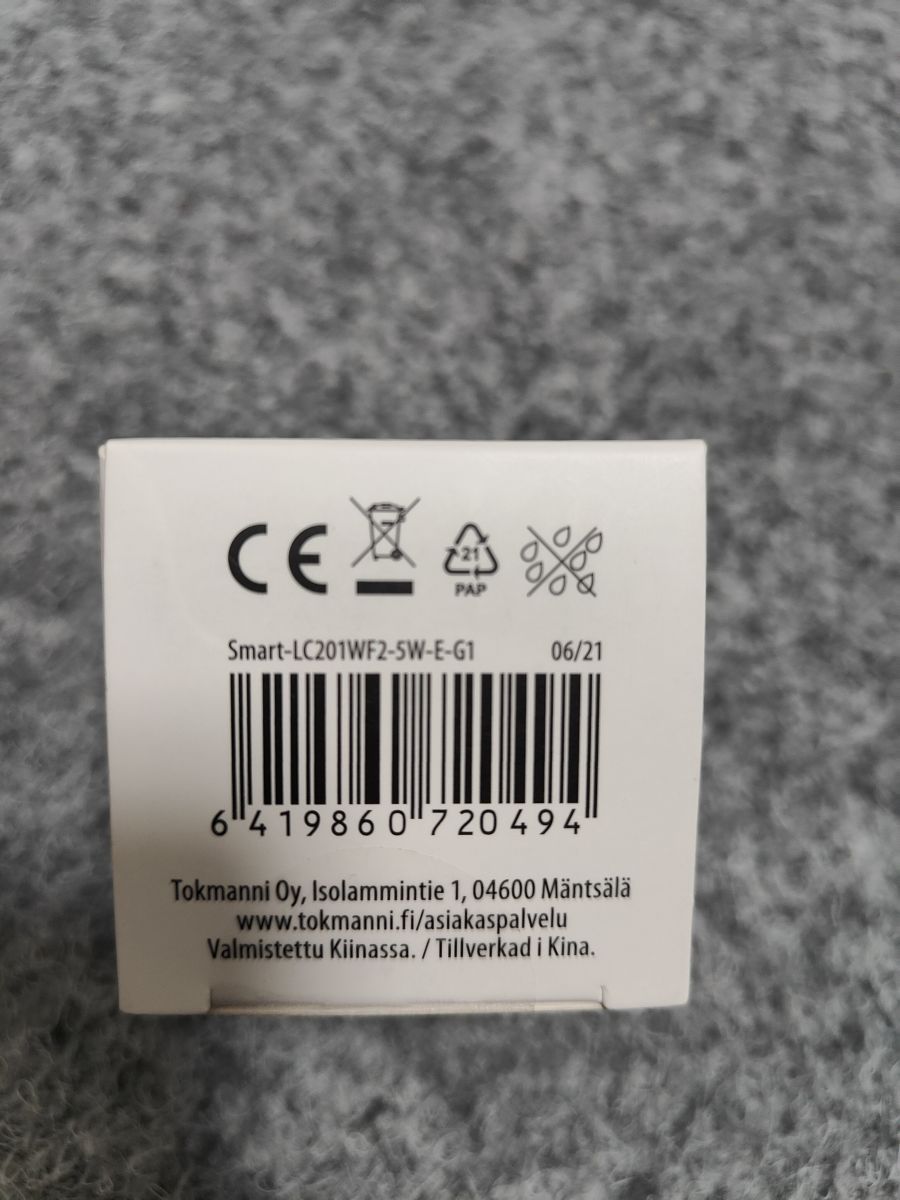 CE
21
PAP
Smart-LC201WF2-5W-E-G1 06/21
6 419860 720494
Tokmanni Oy, Isolammintie 1, 04600 Mäntsälä
www.tokmanni.fi/asiakaspalvelu
Valmistettu Kiinassa. / Tillverkad i Kina.